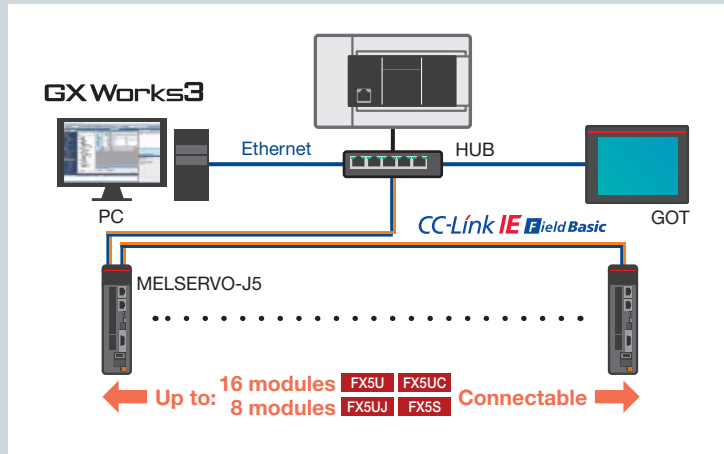 GX Works3
Ethernet
HUB
PC
GOT
CC-Link IE Field Basic
MELSERVO-J5
Up to: 16 modules FX5U FX5UC Connectable
8 modules FX5UJ FX5S